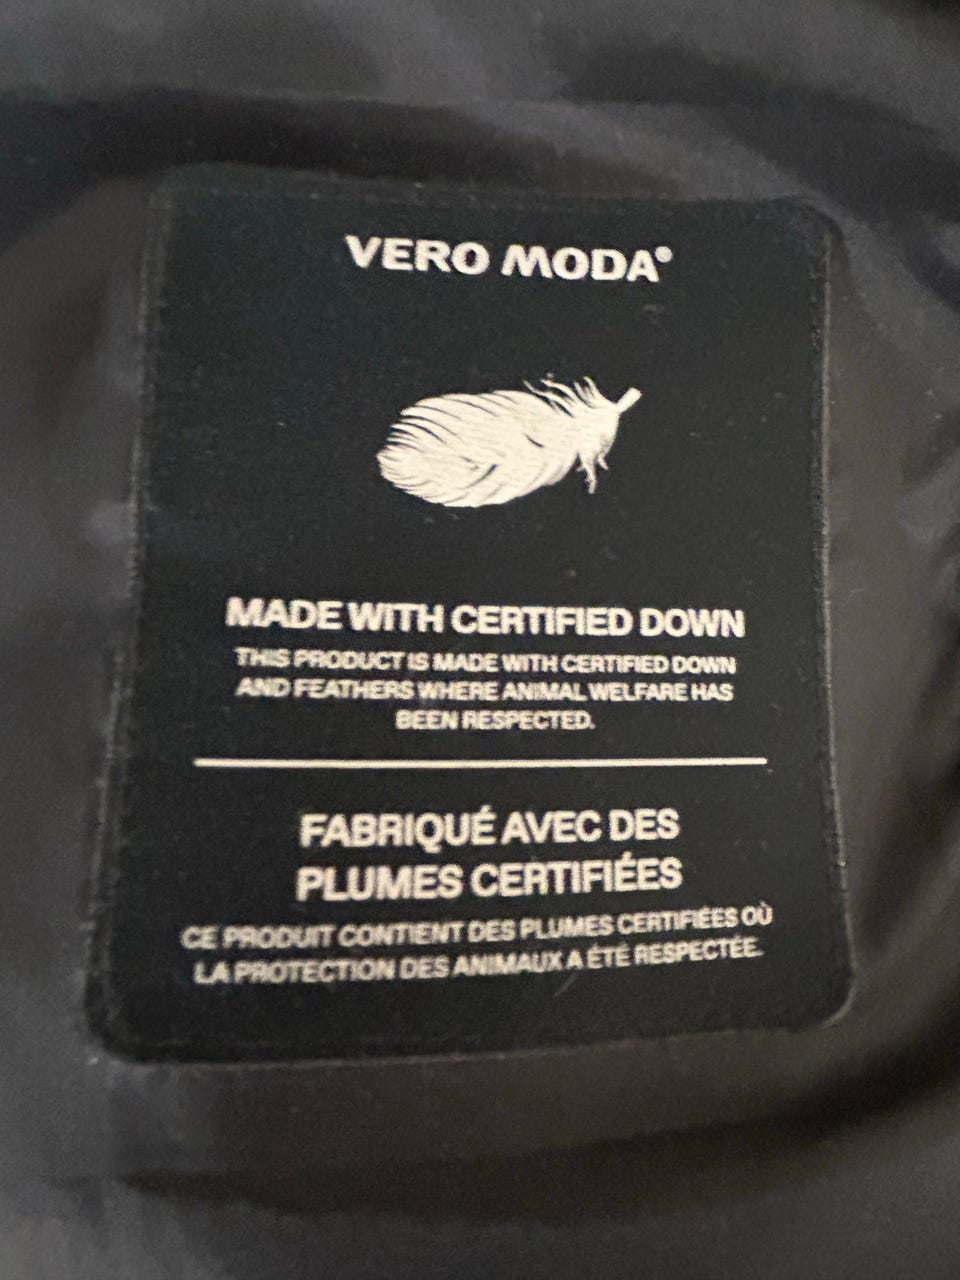 VERO MODA®
MADE WITH CERTIFIED DOWN
THIS PRODUCT IS MADE WITH CERTIFIED DOWN
AND FEATHERS WHERE ANIMAL WELFARE HAS
BEEN RESPECTED.
FABRIQUÉ AVEC DES
PLUMES CERTIFIÉES
CE PRODUIT CONTIENT DES PLUMES CERTIFIÉES OÙ
LA PROTECTION DES ANIMAUX A ÉTÉ RESPECTÉE.